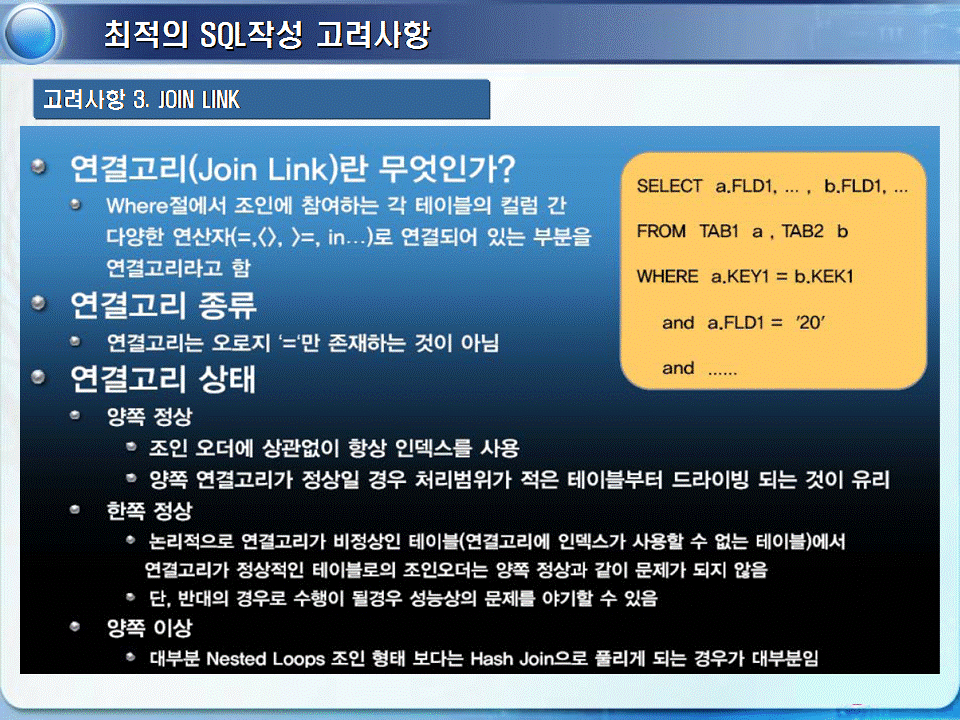 최적의 SQL작성 고려사항
고려사항 3. JOIN LINK
연결고리(Join Link)란 무엇인가?
Where절에서 조인에 참여하는 각 테이블의 컬럼 간
다양한 연산자(=,<>, >=, in…)로 연결되어 있는 부분을
연결고리라고 함
연결고리 종류
연결고리는 오로지 '='만 존재하는 것이 아님
연결고리 상태
양쪽 정상
조인 오더에 상관없이 항상 인덱스를 사용
양쪽 연결고리가 정상일 경우 처리범위가 적은 테이블부터 드라이빙 되는 것이 유리
한쪽 정상
논리적으로 연결고리가 비정상인 테이블(연결고리에 인덱스가 사용할 수 없는 테이블)에서
연결고리가 정상적인 테이블로의 조인오더는 양쪽 정상과 같이 문제가 되지 않음
단, 반대의 경우로 수행이 될경우 성능상의 문제를 야기할 수 있음
양쪽 이상
대부분 Nested Loops 조인 형태 보다는 Hash Join으로 풀리게 되는 경우가 대부분임
SELECT a.FLD1, ... , b.FLD1, ...
FROM TAB1 a , TAB2 b
WHERE a.KEY1 = b.KEK1
and a.FLD1 = '20'
and ......